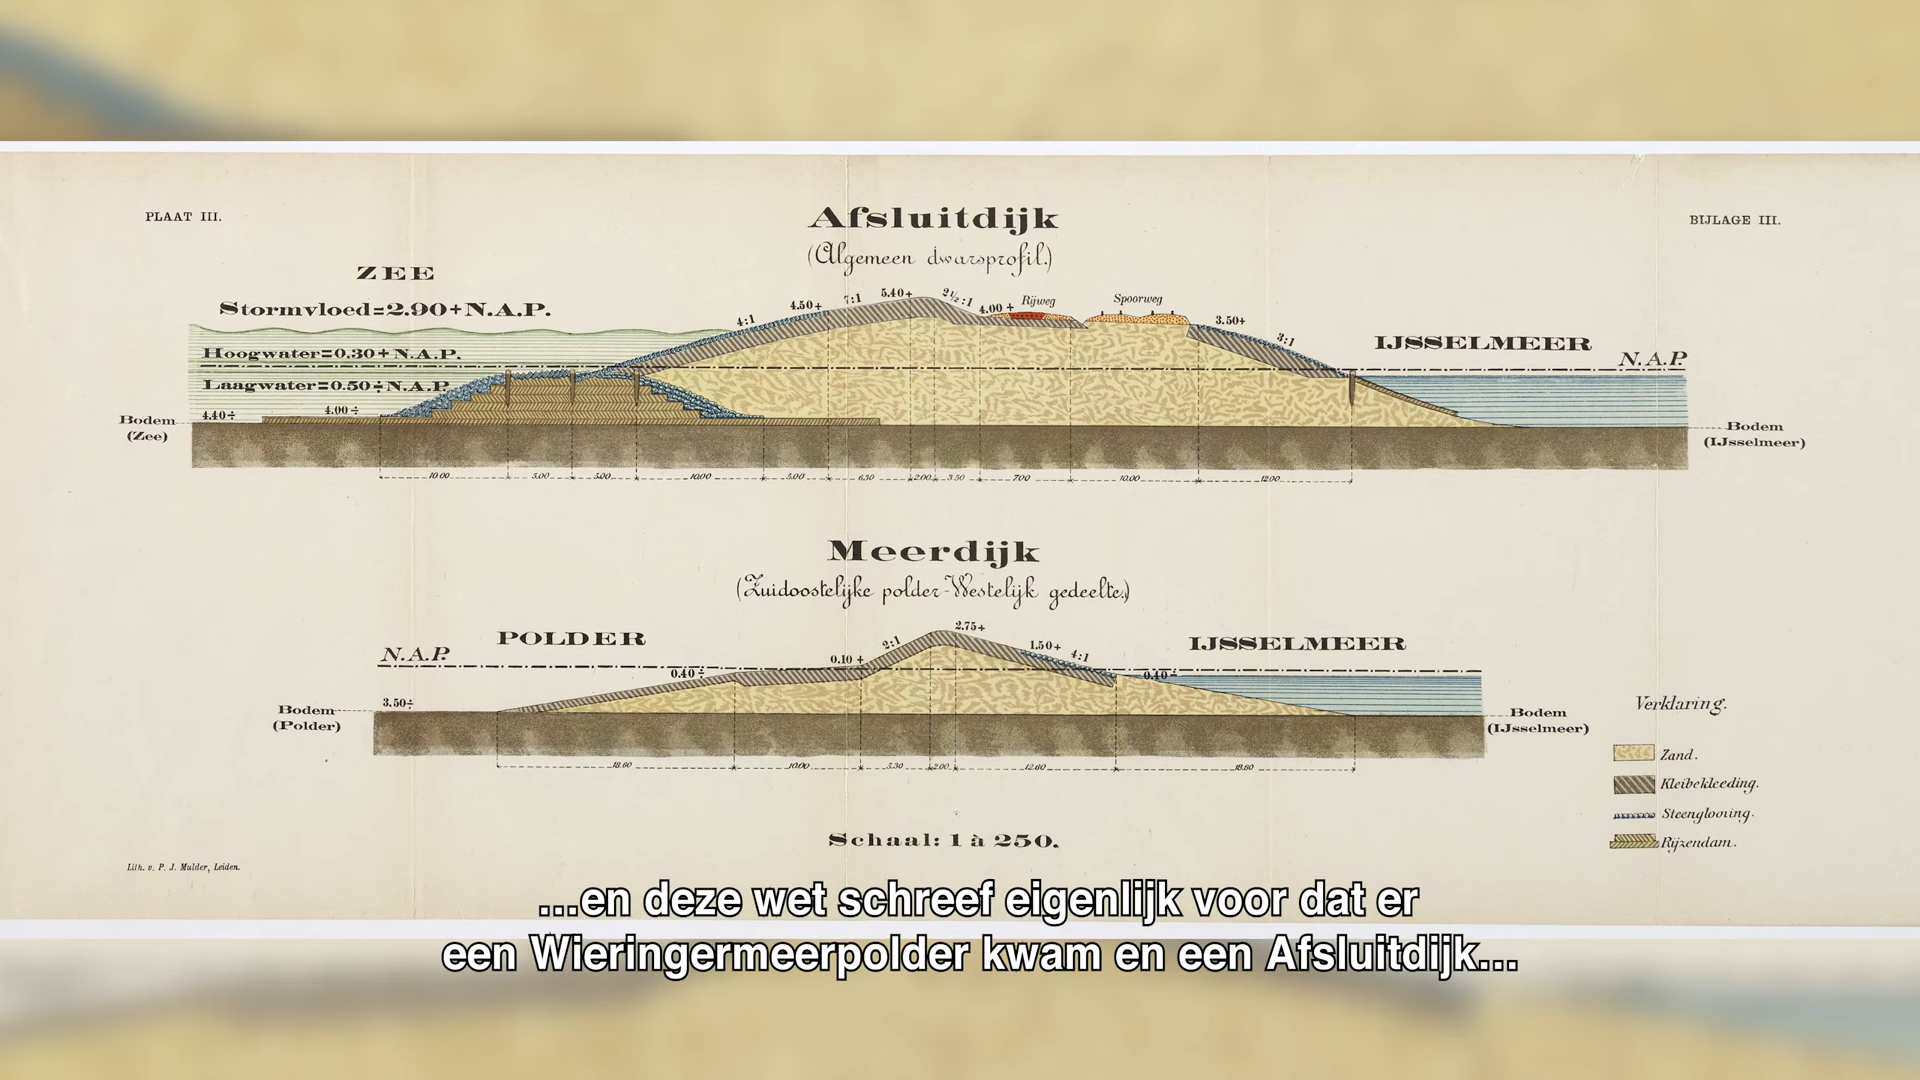 PLAAT III.
BIJLAGE III.
Afsluitdijk
(Algemeen dwarsprofil.)
ZEE
Stormvloed=2.90+N.A.P.
Hoogwater=0.30+N.A.P.
Laagwater=0.50÷N.A.P.
4.40÷
4.00÷
Bodem
(Zee)
4:1
4.50+
7:1
5.40+
2½:1
4.00+
Rijweg
Spoorweg
3.50+
3:1
IJSSELMEER
N.A.P.
Bodem
(IJsselmeer)
10.00 5.00 5.00 10.00 5.00 6.30 2.00 3.50 7.00 10.00 12.00
Meerdijk
(Zuidoostelijke polder-Westelijk gedeelte.)
POLDER
N.A.P.
0.40÷
0.10+
2:1
2.75+
1.50+
4:1
0.40÷
IJSSELMEER
3.50÷
Bodem
(Polder)
Bodem
(IJsselmeer)
18.60 10.00 5.30 2.00 12.60 18.60
Verklaring.
Zand.
Kleibekleeding.
Steenglooiing.
Rijzendam.
Schaal: 1 à 250.
Lith. v. P. J. Mulder, Leiden.
...en deze wet schreef eigenlijk voor dat er
een Wieringermeerpolder kwam en een Afsluitdijk...